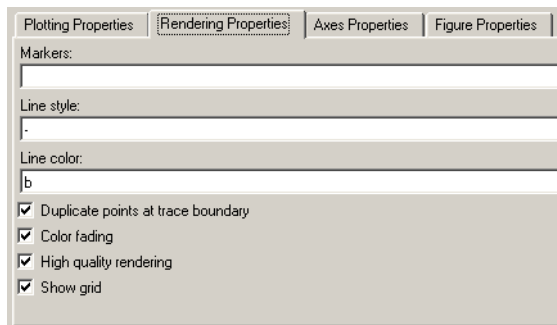 Plotting Properties Rendering Properties Axes Properties Figure Properties
Markers:
Line style:
-
Line color:
b
Duplicate points at trace boundary
Color fading
High quality rendering
Show grid